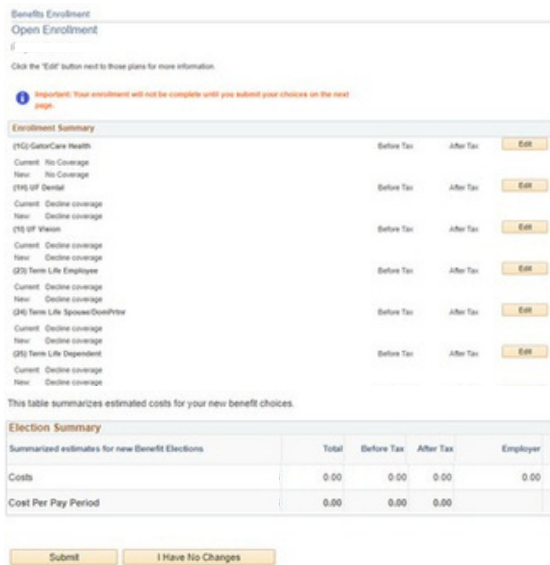 Benefits Enrollment
Open Enrollment
Click the "Edit" button next to those plans for more information.
Important: Your enrollment will not be complete until you submit your choices on the next
page.
Enrollment Summary
(1G) GatorCare Health Before Tax After Tax Edit
Current: No Coverage
New: No Coverage
(1H) UF Dental Before Tax After Tax Edit
Current: Decline coverage
New: Decline coverage
(1I) UF Vision Before Tax After Tax Edit
Current: Decline coverage
New: Decline coverage
(23) Term Life Employee Before Tax After Tax Edit
Current: Decline coverage
New: Decline coverage
(24) Term Life Spouse/DomPrtnr Before Tax After Tax Edit
Current: Decline coverage
New: Decline coverage
(25) Term Life Dependent Before Tax After Tax Edit
Current: Decline coverage
New: Decline coverage
This table summarizes estimated costs for your new benefit choices.
Election Summary
Summarized estimates for new Benefit Elections Total Before Tax After Tax Employer
Costs 0.00 0.00 0.00 0.00
Cost Per Pay Period 0.00 0.00 0.00
Submit I Have No Changes